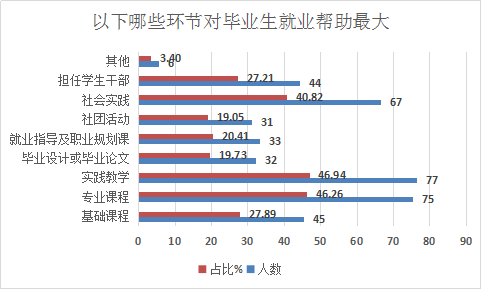 以下哪些环节对毕业生就业帮助最大
其他 3.40 6
担任学生干部 27.21 44
社会实践 40.82 67
社团活动 19.05 31
就业指导及职业规划课 20.41 33
毕业设计或毕业论文 19.73 32
实践教学 46.94 77
专业课程 46.26 75
基础课程 27.89 45
0 10 20 30 40 50 60 70 80 90
占比% 人数